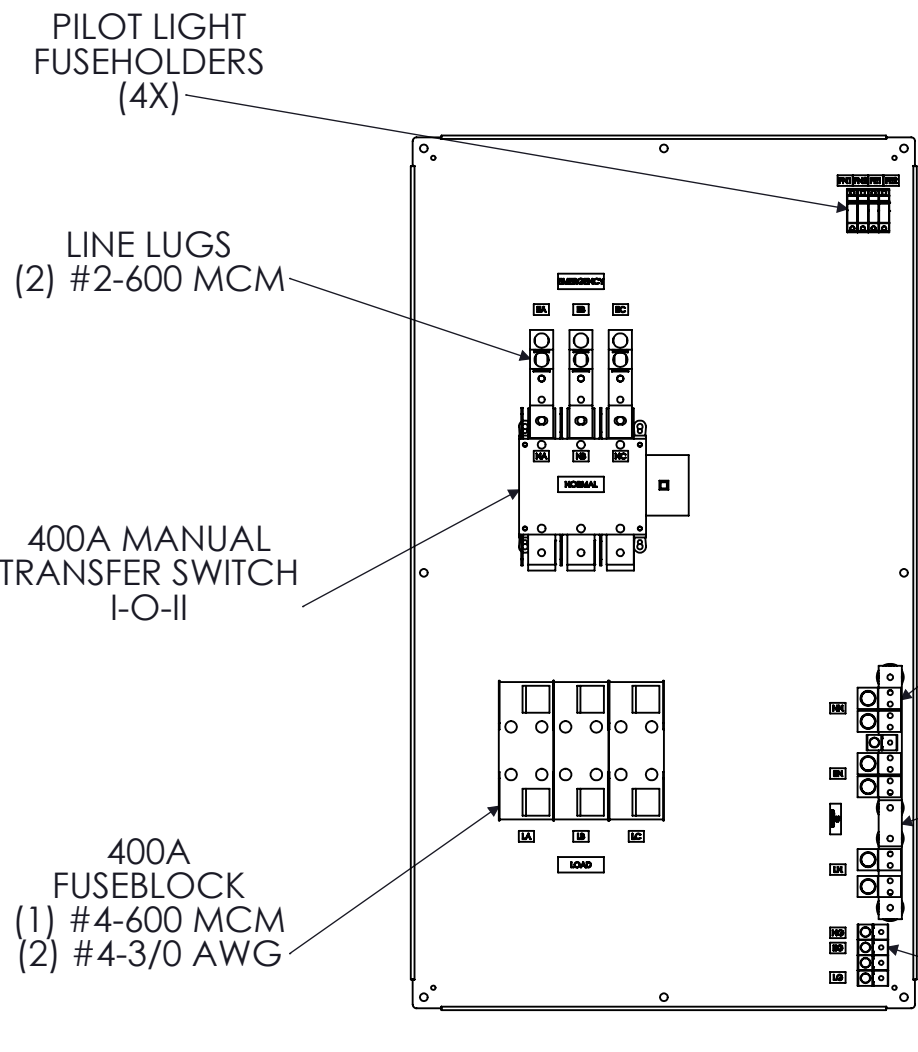 PILOT LIGHT
FUSEHOLDERS
(4X)
LINE LUGS
(2) #2-600 MCM
EMERGENCY
EA EB EC
NA NB NC
NORMAL
400A MANUAL
TRANSFER SWITCH
I-O-II
NN
EN
LA LB LC
LOAD
LN
400A
FUSEBLOCK
(1) #4-600 MCM
(2) #4-3/0 AWG
NG
EG
LG